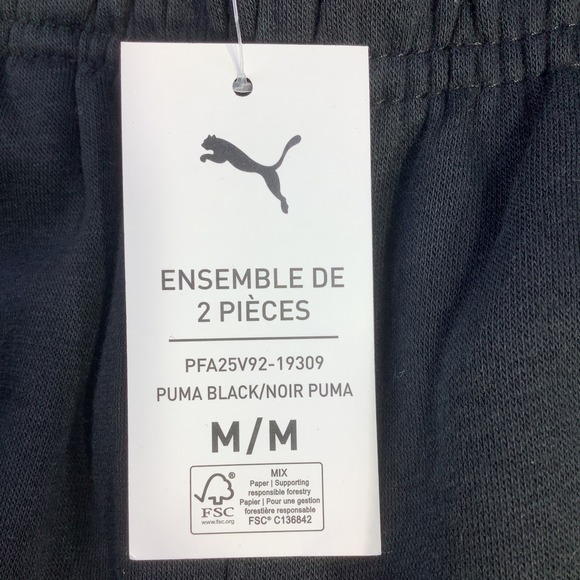 ENSEMBLE DE
2 PIÈCES
PFA25V92-19309
PUMA BLACK/NOIR PUMA
M/M
FSC
www.fsc.org
MIX
Paper | Supporting
responsible forestry
Papier | Pour une gestion
forestière responsable
FSC® C136842